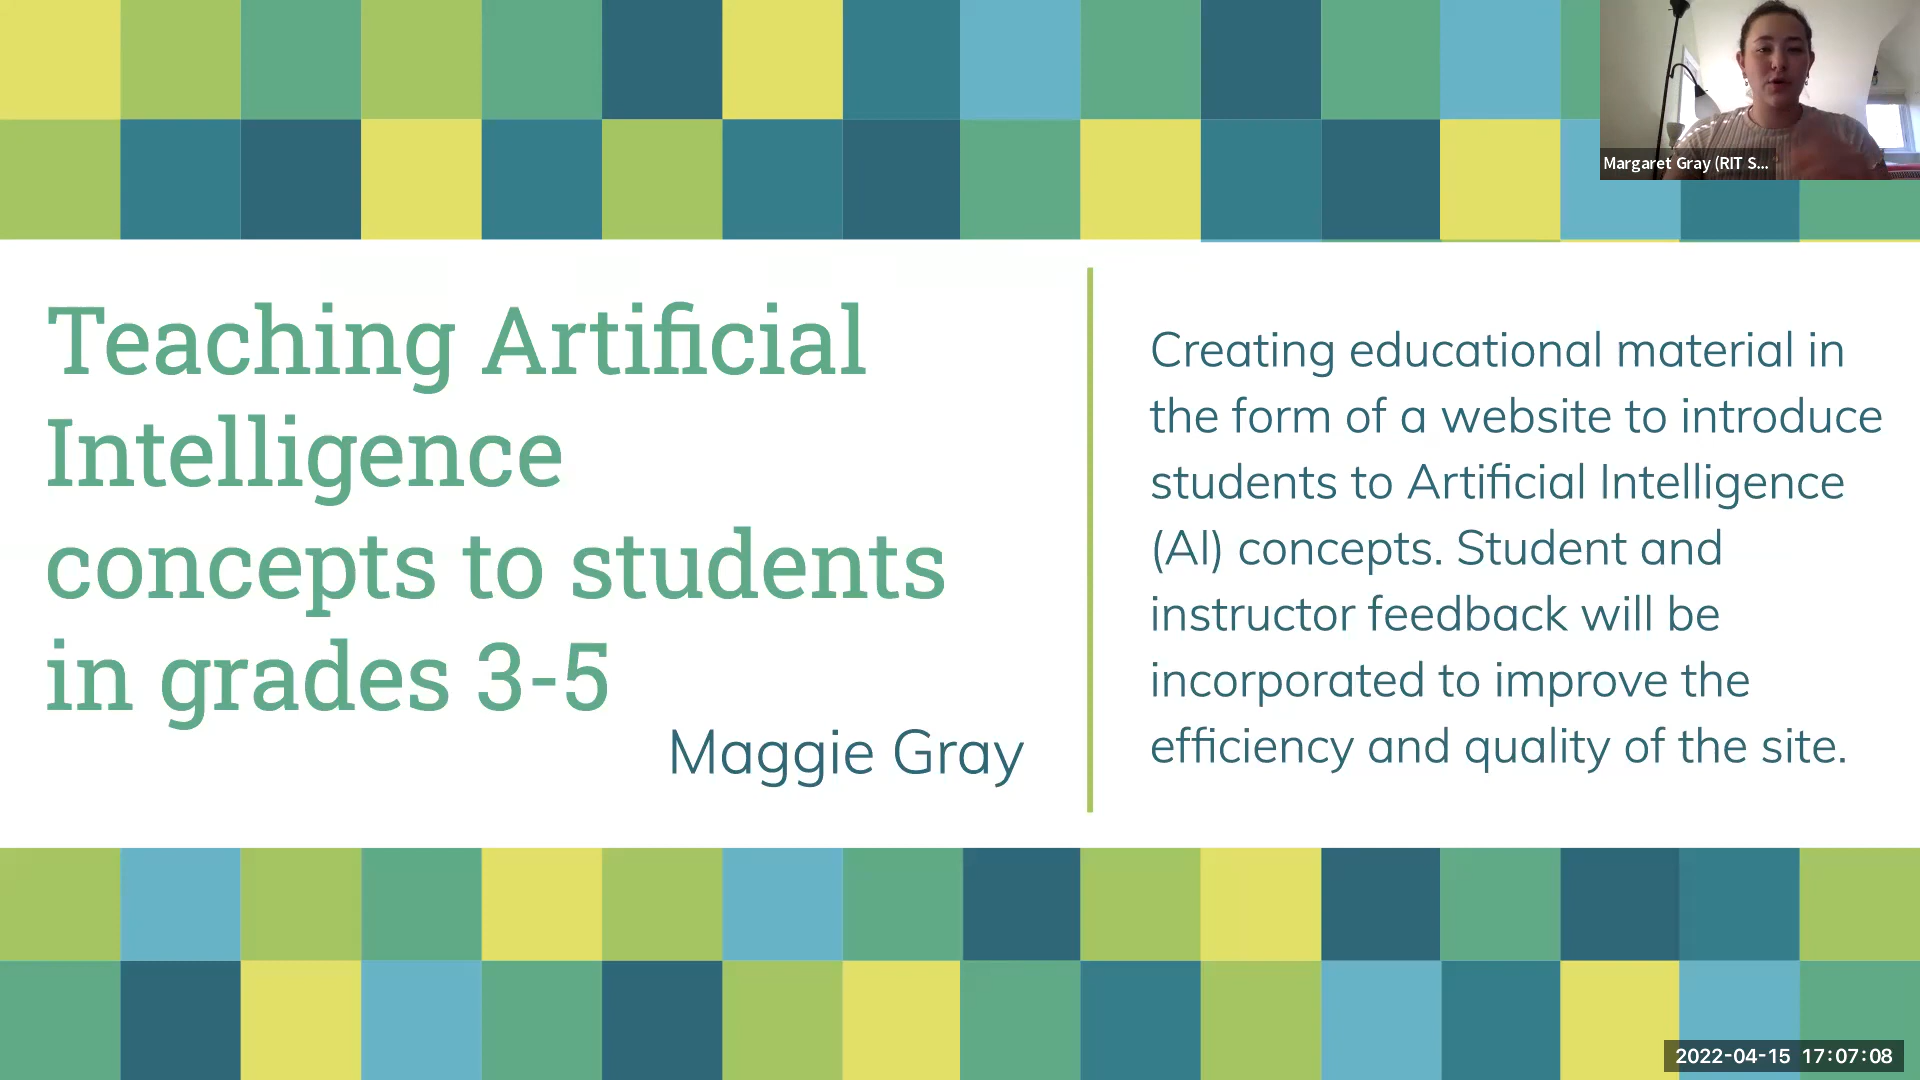 Margaret Gray (RIT S...
Teaching Artificial
Intelligence
concepts to students
in grades 3-5
Maggie Gray
Creating educational material in
the form of a website to introduce
students to Artificial Intelligence
(AI) concepts. Student and
instructor feedback will be
incorporated to improve the
efficiency and quality of the site.
2022-04-15 17:07:08